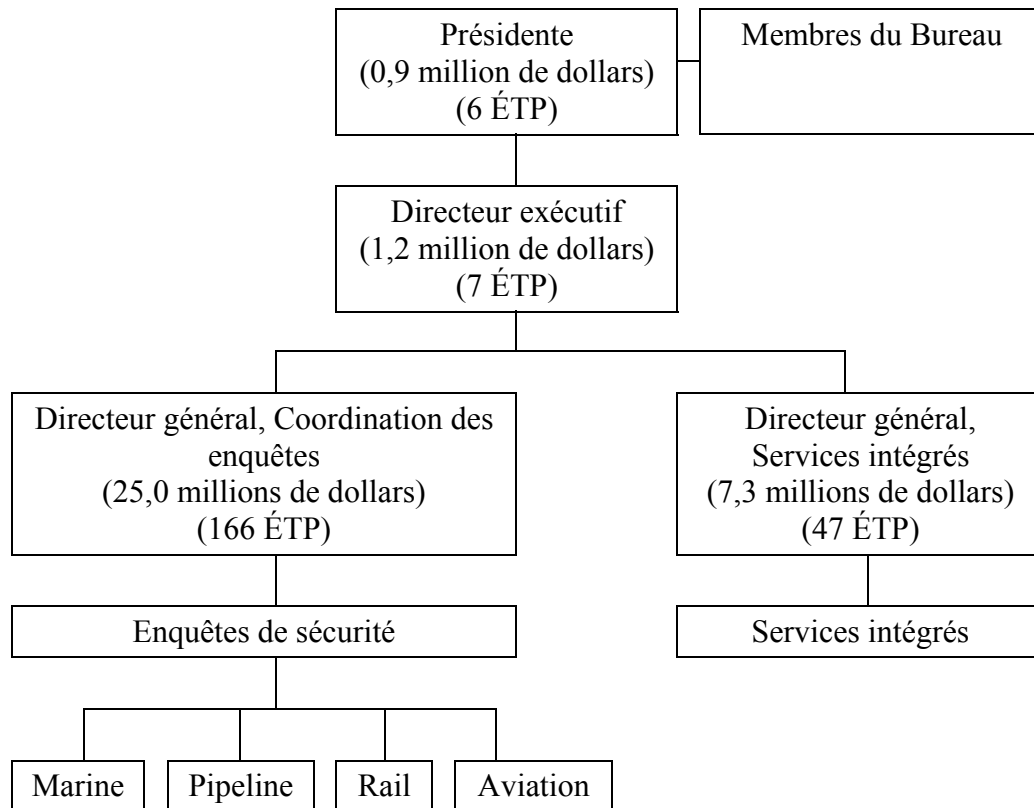 Présidente
(0,9 million de dollars)
(6 ÉTP)
Membres du Bureau
Directeur exécutif
(1,2 million de dollars)
(7 ÉTP)
Directeur général, Coordination des
enquêtes
(25,0 millions de dollars)
(166 ÉTP)
Directeur général,
Services intégrés
(7,3 millions de dollars)
(47 ÉTP)
Enquêtes de sécurité
Services intégrés
Marine
Pipeline
Rail
Aviation